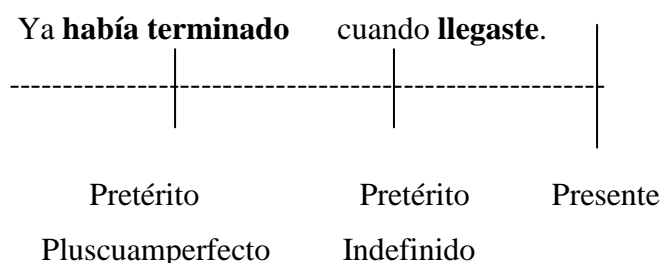 Ya había terminado cuando llegaste.
Pretérito Pretérito Presente
Pluscuamperfecto Indefinido